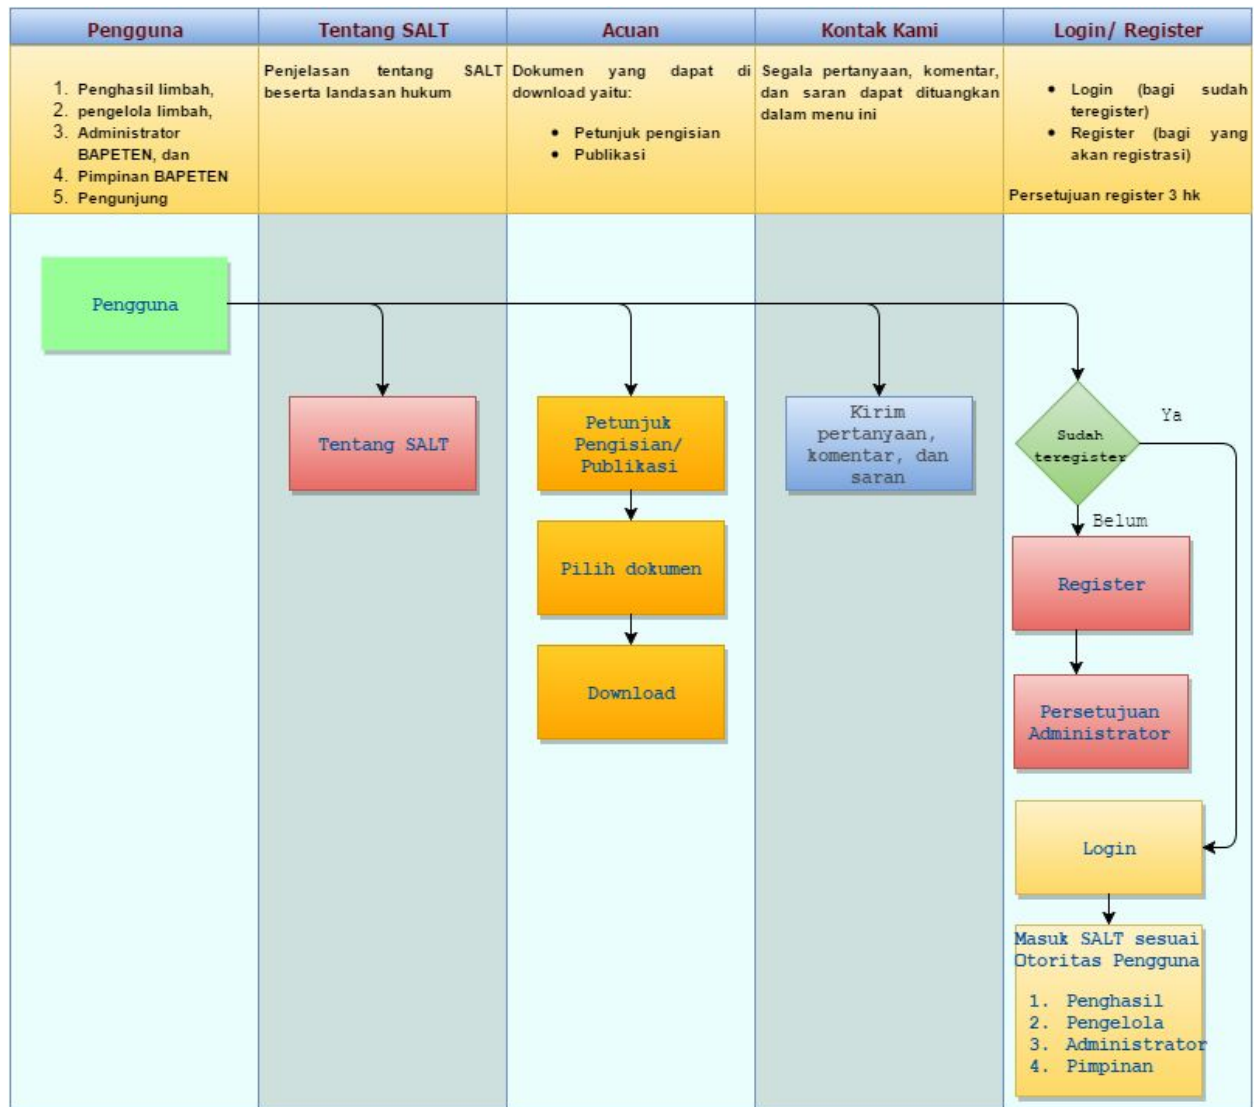 Pengguna
Tentang SALT
Acuan
Kontak Kami
Login/ Register
1. Penghasil limbah,
2. pengelola limbah,
3. Administrator
BAPETEN, dan
4. Pimpinan BAPETEN
5. Pengunjung
Penjelasan tentang SALT
beserta landasan hukum
Dokumen yang dapat di
download yaitu:
• Petunjuk pengisian
• Publikasi
Segala pertanyaan, komentar,
dan saran dapat dituangkan
dalam menu ini
• Login (bagi sudah
teregister)
• Register (bagi yang
akan registrasi)
Persetujuan register 3 hk
Pengguna
Tentang SALT
Petunjuk
Pengisian/
Publikasi
Pilih dokumen
Download
Kirim
pertanyaan,
komentar, dan
saran
Sudah
teregister
Ya
Belum
Register
Persetujuan
Administrator
Login
Masuk SALT sesuai
Otoritas Pengguna
1. Penghasil
2. Pengelola
3. Administrator
4. Pimpinan